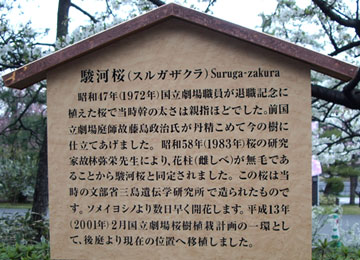 駿河桜(スルガザクラ)Suruga-zakura
昭和47年(1972年)国立劇場職員が退職記念に
植えた桜で当時幹の太さは親指ほどでした。前国
立劇場庭師故藤島政治氏が丹精こめて今の樹に
仕立てあげました。昭和58年(1983年)桜の研究
家故林弥栄先生により、花柱(雌しべ)が無毛であ
ることから駿河桜と同定されました。この桜は当
時の文部省三島遺伝学研究所で造られたもので
す。ソメイヨシノより数日早く開花します。平成13年
(2001年)2月国立劇場桜樹植栽計画の一環とし
て、後庭より現在の位置へ移植しました。